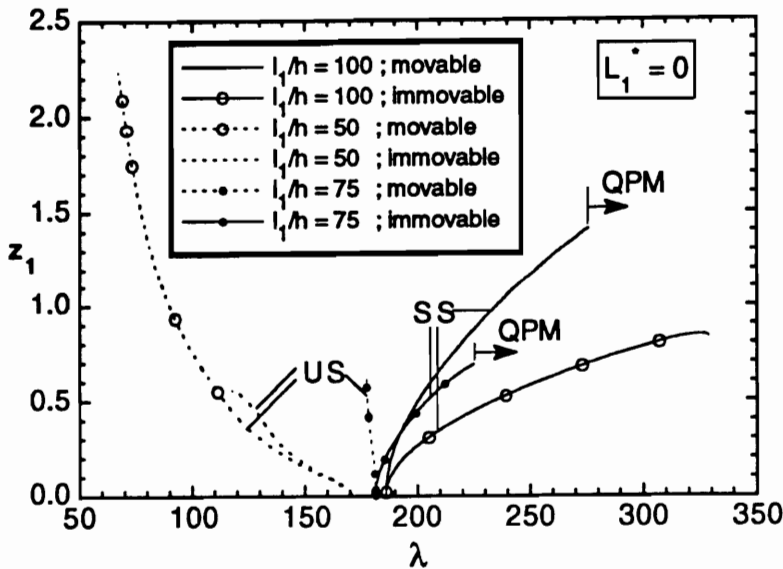 2.5
2.0
1.5
1.0
0.5
0.0
z₁
l₁/h = 100 ; movable
l₁/h = 100 ; immovable
l₁/h = 50 ; movable
l₁/h = 50 ; immovable
l₁/h = 75 ; movable
l₁/h = 75 ; immovable
L₁* = 0
QPM
SS
QPM
US
50
100
150
200
250
300
350
λ